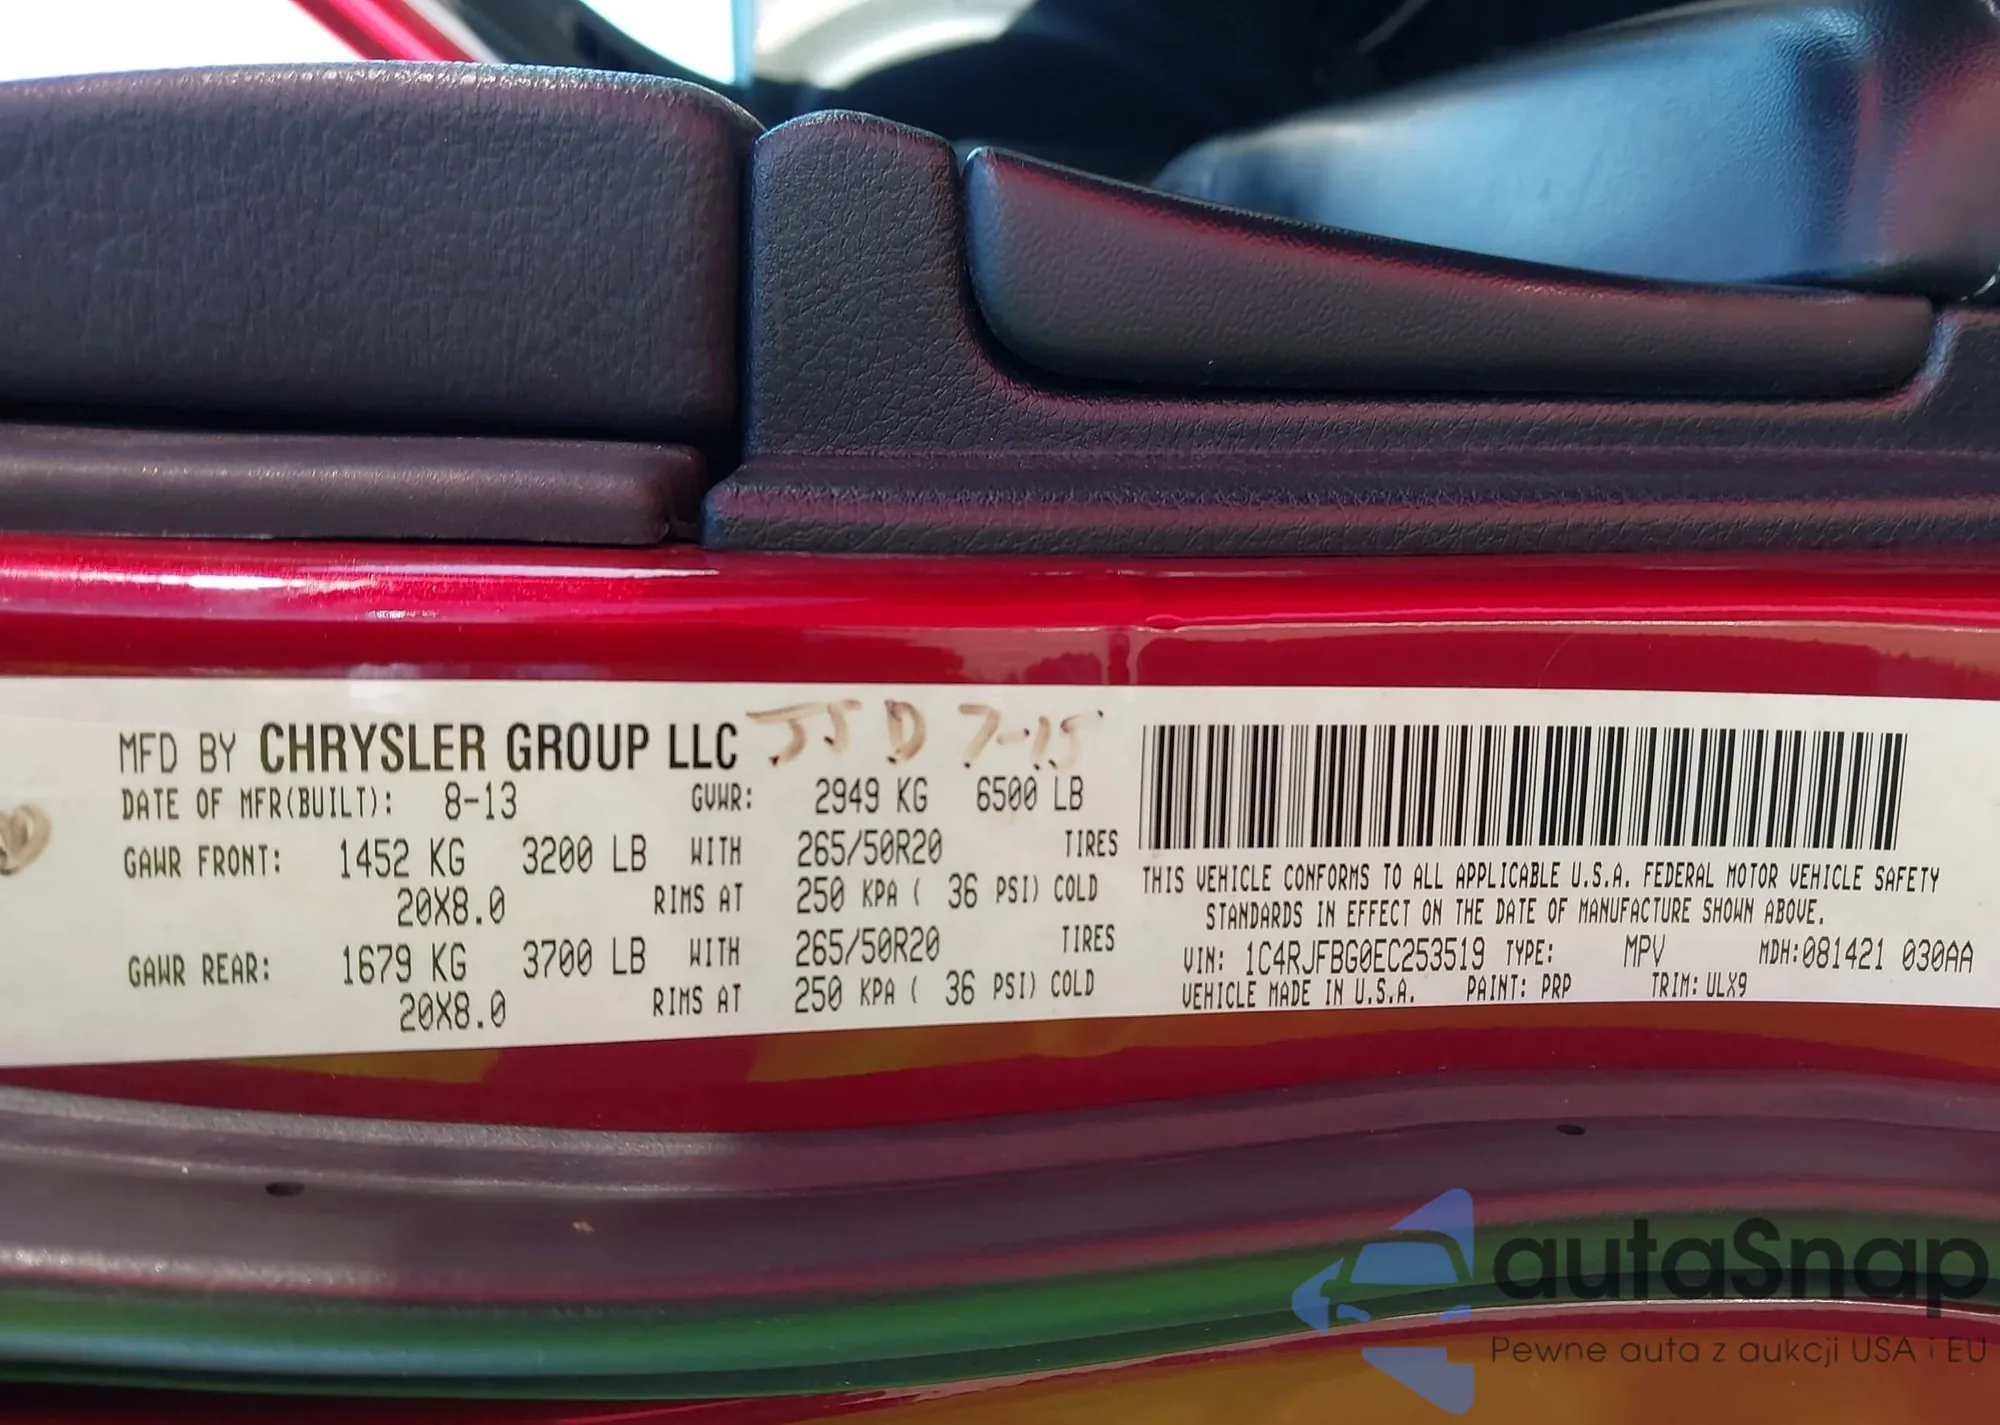 MFD BY CHRYSLER GROUP LLC JJ D 7-15
DATE OF MFR(BUILT): 8-13 GVWR: 2949 KG 6500 LB
GAWR FRONT: 1452 KG 3200 LB WITH 265/50R20 TIRES
20X8.0 RIMS AT 250 KPA ( 36 PSI) COLD
GAWR REAR: 1679 KG 3700 LB WITH 265/50R20 TIRES
20X8.0 RIMS AT 250 KPA ( 36 PSI) COLD
THIS VEHICLE CONFORMS TO ALL APPLICABLE U.S.A. FEDERAL MOTOR VEHICLE SAFETY
STANDARDS IN EFFECT ON THE DATE OF MANUFACTURE SHOWN ABOVE.
VIN: 1C4RJFBG0EC253519 TYPE: MPV MDH:081421 030AA
VEHICLE MADE IN U.S.A. PAINT: PRP TRIM: ULX9
autaSnap
Pewne auta z aukcji USA i EU